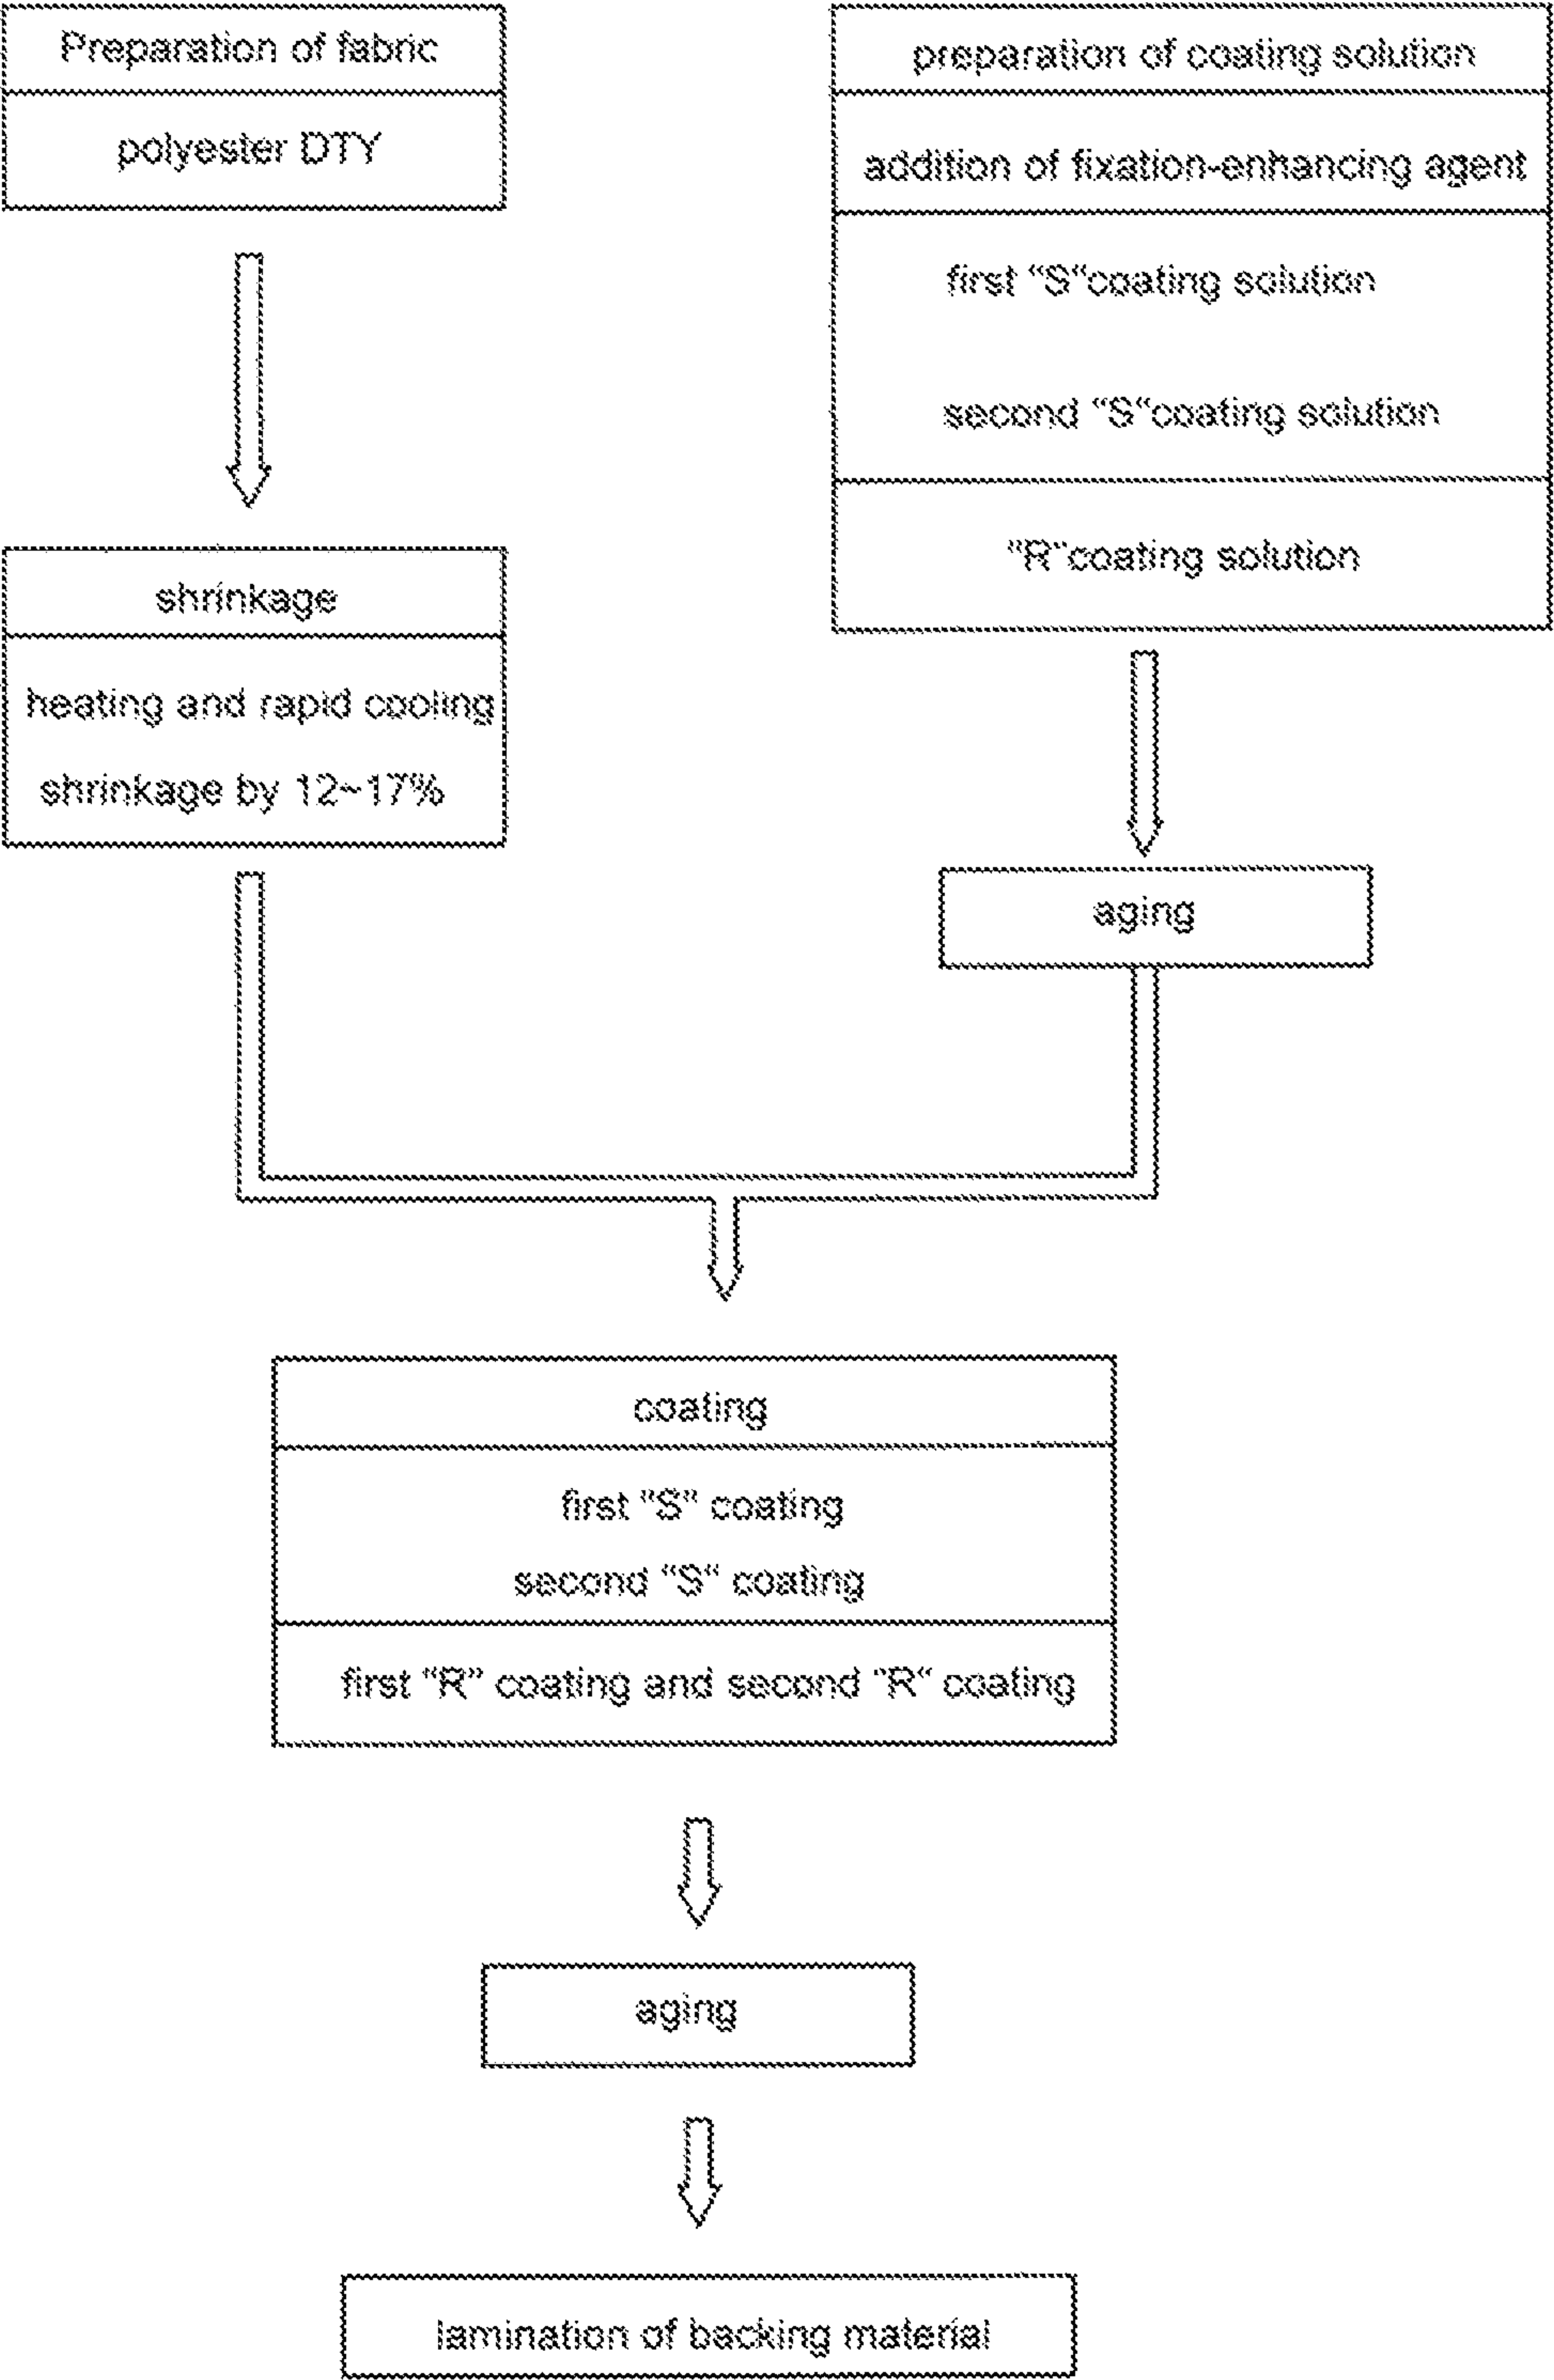 Preparation of fabric
polyester DTY
shrinkage
heating and rapid cooling
shrinkage by 12~17%
preparation of coating solution
addition of fixation-enhancing agent
first “S“coating solution
second “S“coating solution
“R”coating solution
aging
coating
first “S“ coating
second “S“ coating
first “R” coating and second “R“ coating
aging
lamination of backing material